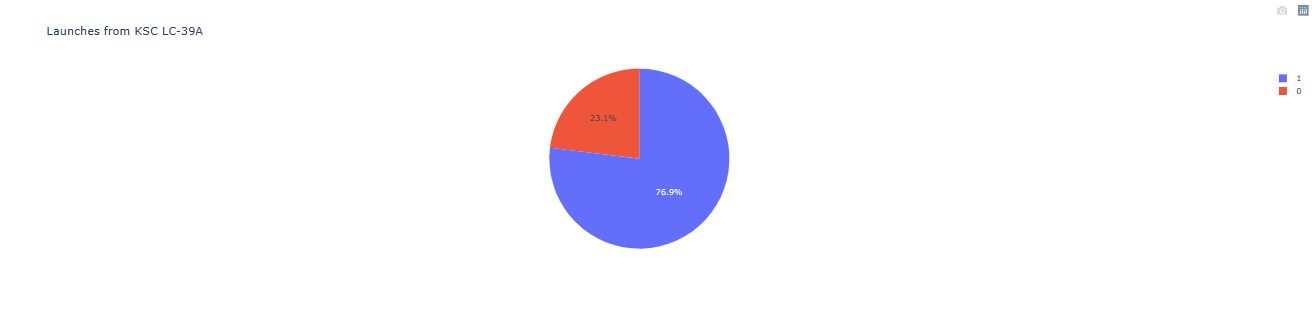 Launches from KSC LC-39A
1
0
23.1%
76.9%